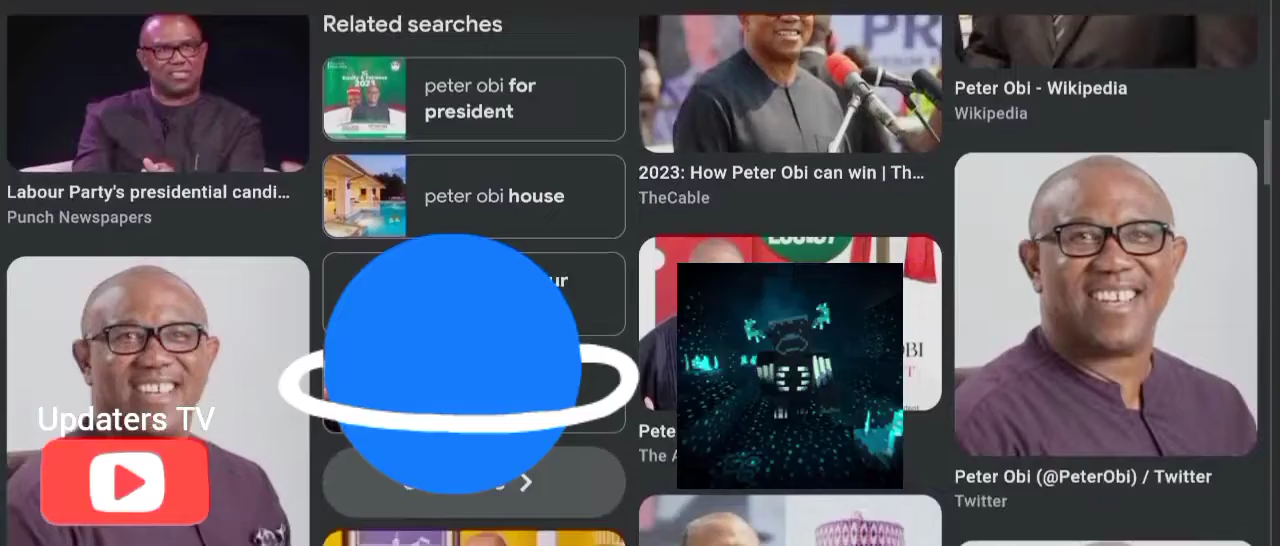 Related searches
peter obi for
president
peter obi house
Labour Party's presidential candi...
Punch Newspapers
2023: How Peter Obi can win | Th...
TheCable
Peter Obi - Wikipedia
Wikipedia
Updaters TV
Peter Obi (@PeterObi) / Twitter
Twitter